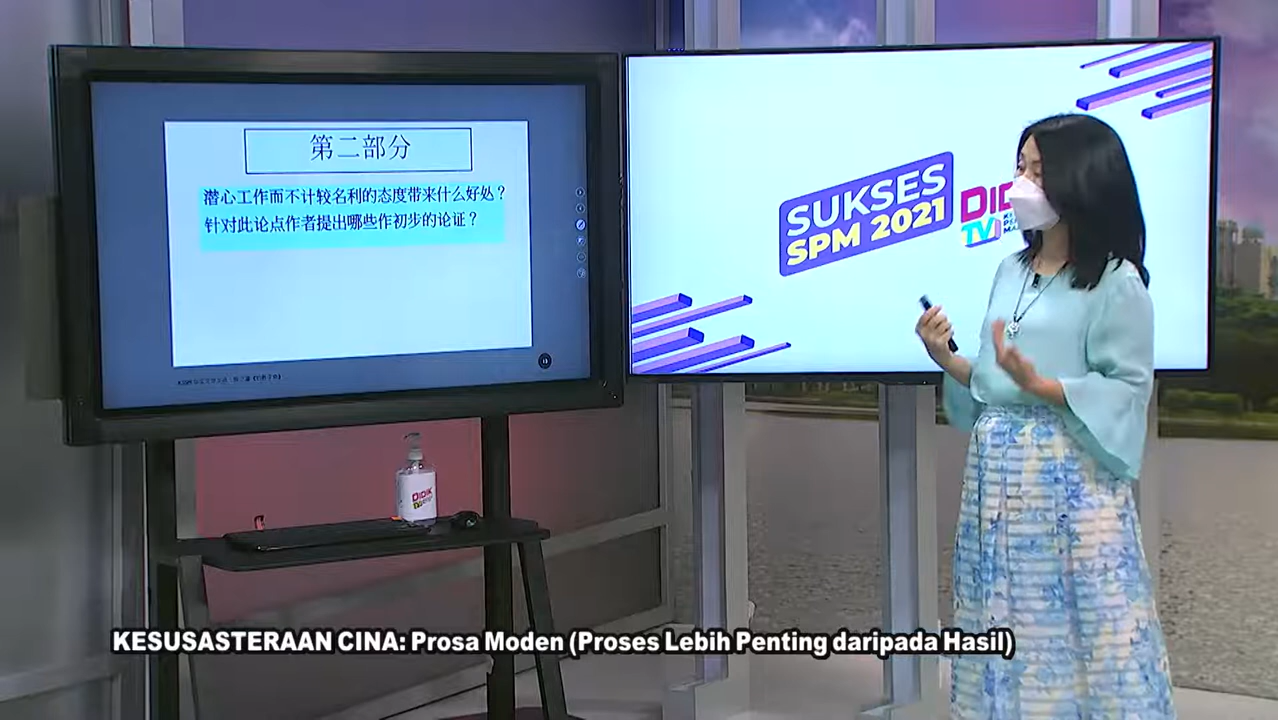 第二部分
潜心工作而不计较名利的态度带来什么好处？
针对此论点作者提出哪些作初步的论证？
SUKSES
SPM 2021
DIDIK
TV
KESUSASTERAAN CINA: Prosa Moden (Proses Lebih Penting daripada Hasil)